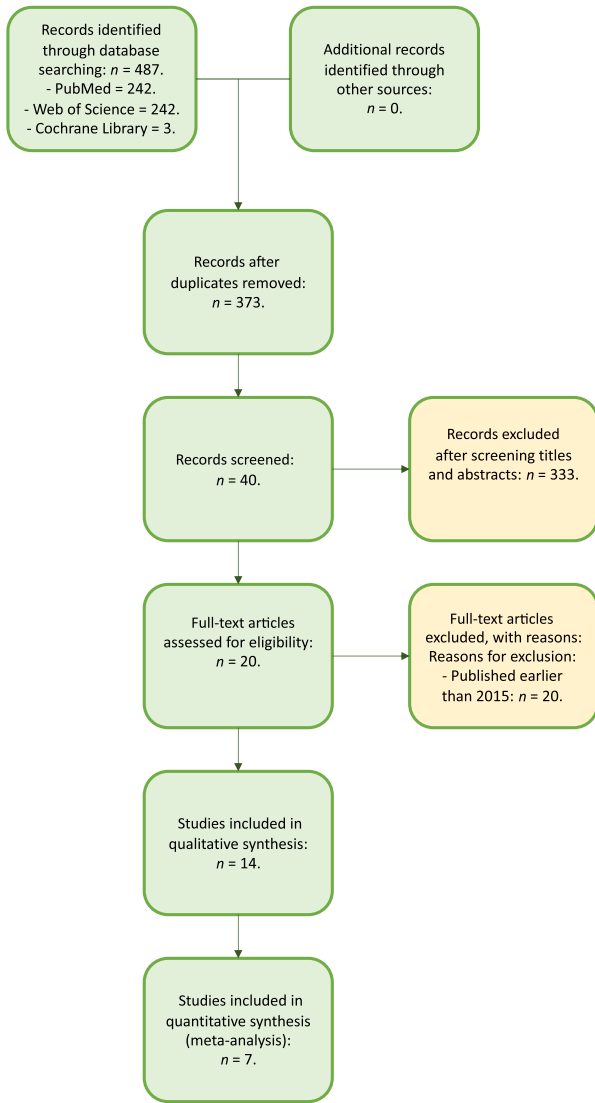 Records identified
through database
searching: n = 487.
- PubMed = 242.
- Web of Science = 242.
- Cochrane Library = 3.
Additional records
identified through
other sources:
n = 0.
Records after
duplicates removed:
n = 373.
Records screened:
n = 40.
Records excluded
after screening titles
and abstracts: n = 333.
Full-text articles
assessed for eligibility:
n = 20.
Full-text articles
excluded, with reasons:
Reasons for exclusion:
- Published earlier
than 2015: n = 20.
Studies included in
qualitative synthesis:
n = 14.
Studies included in
quantitative synthesis
(meta-analysis):
n = 7.